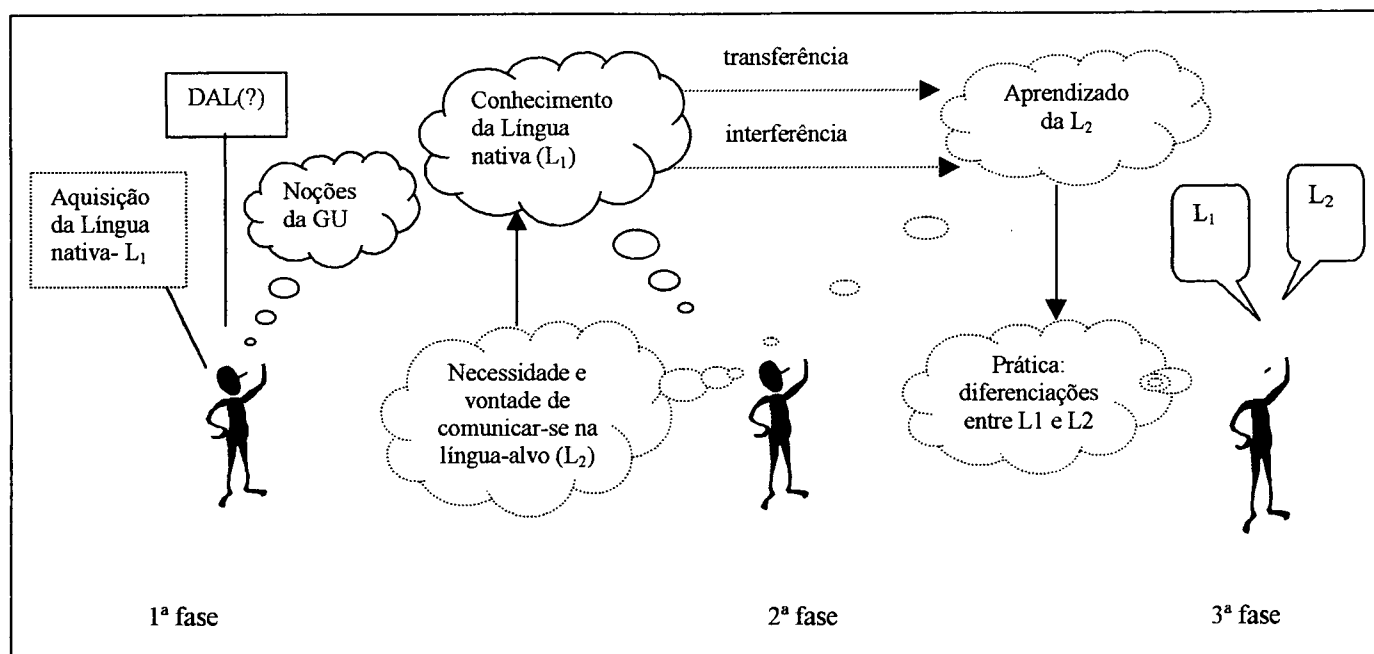 DAL(?)
Aquisição
da Língua
nativa- L₁
Noções
da GU
Conhecimento
da Língua
nativa (L₁)
transferência
interferência
Aprendizado
da L₂
L₁
L₂
Necessidade e
vontade de
comunicar-se na
língua-alvo (L₂)
Prática:
diferenciações
entre L1 e L2
1ª fase
2ª fase
3ª fase